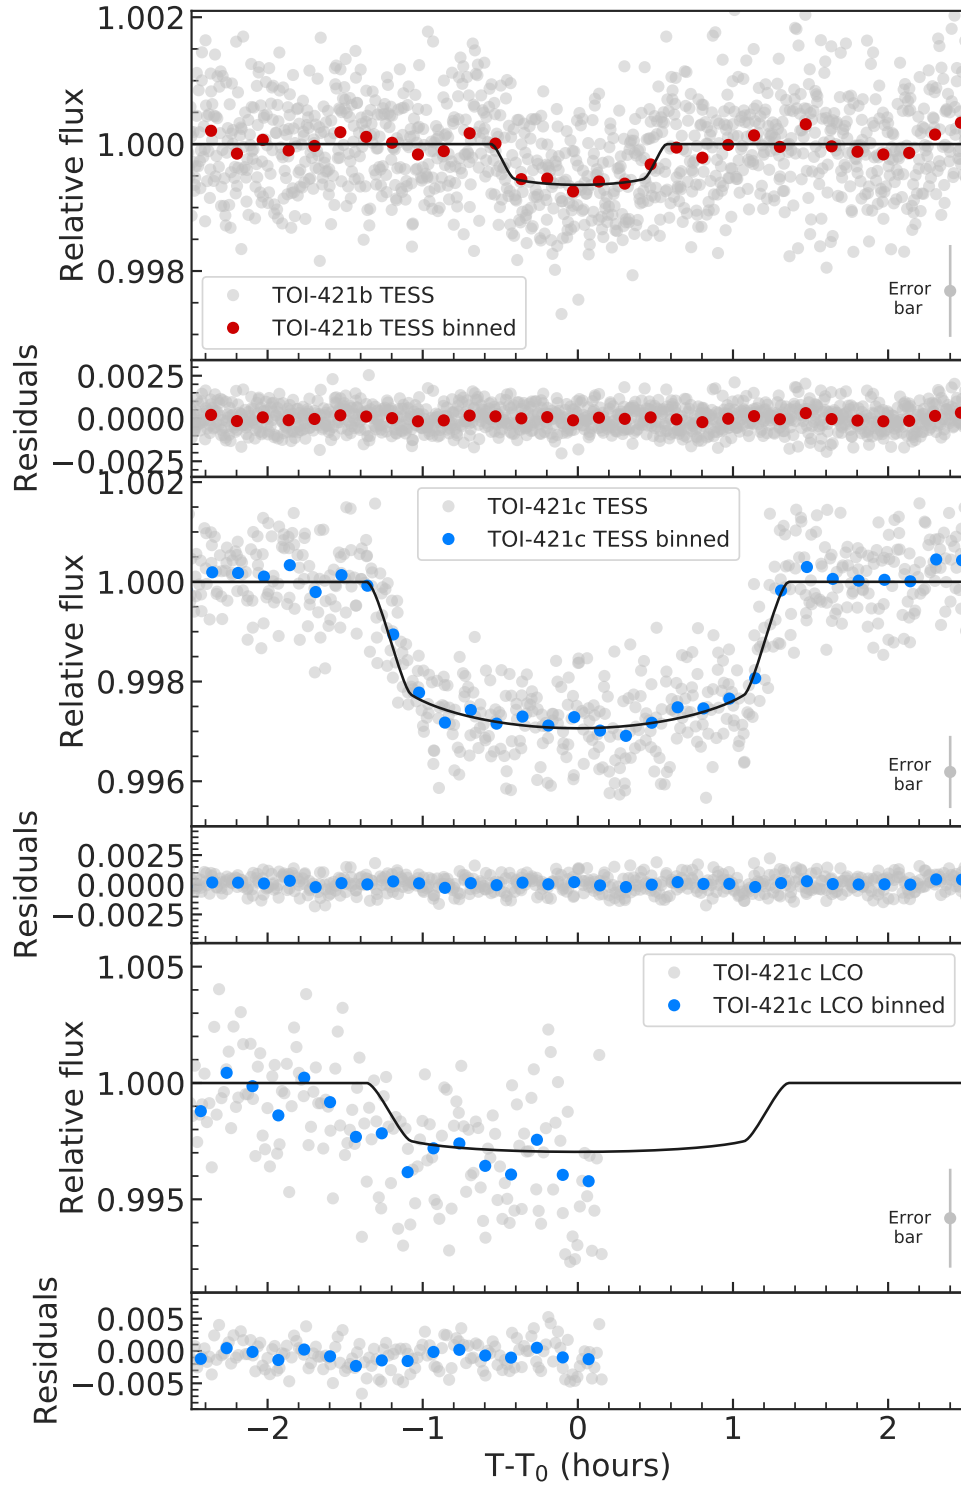 1.002
1.000
0.998
Relative flux
TOI-421b TESS
TOI-421b TESS binned
Error
bar
0.0025
0.0000
−0.0025
Residuals
1.002
1.000
0.998
0.996
Relative flux
TOI-421c TESS
TOI-421c TESS binned
Error
bar
0.0025
0.0000
−0.0025
Residuals
1.005
1.000
0.995
Relative flux
TOI-421c LCO
TOI-421c LCO binned
Error
bar
0.005
0.000
−0.005
Residuals
−2 −1 0 1 2
T-T₀ (hours)